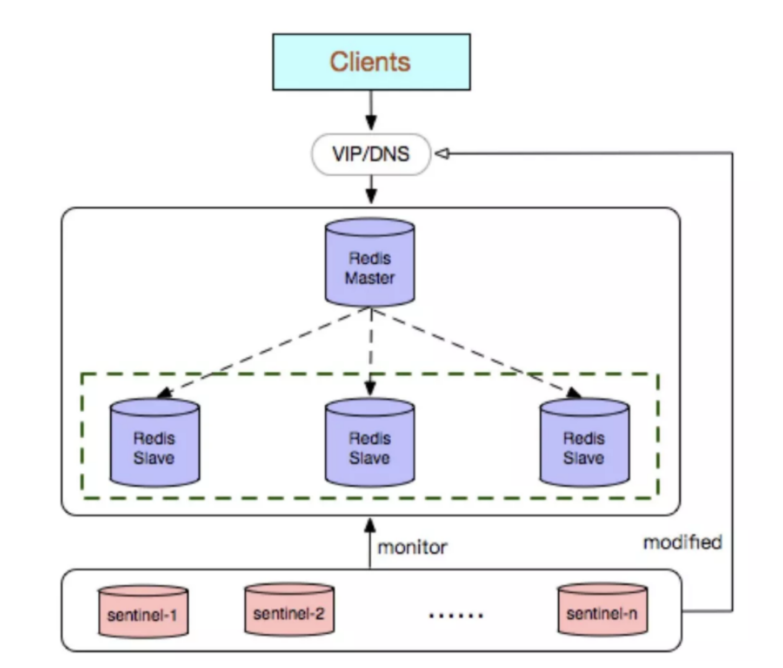 Clients
VIP/DNS
Redis
Master
Redis
Slave
Redis
Slave
Redis
Slave
monitor
modified
sentinel-1
sentinel-2
......
sentinel-n